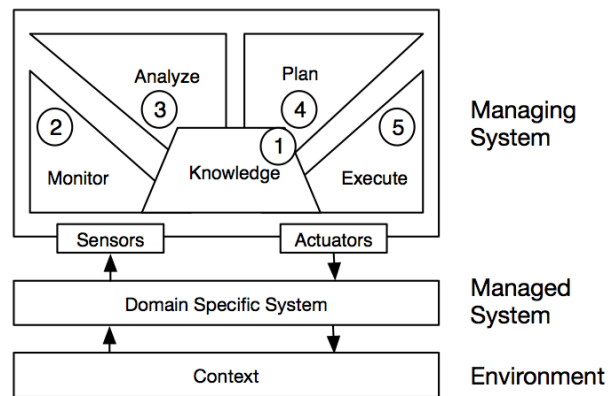 Analyze
Plan
3
4
2
5
1
Managing
System
Monitor
Knowledge
Execute
Sensors
Actuators
Domain Specific System
Managed
System
Context
Environment